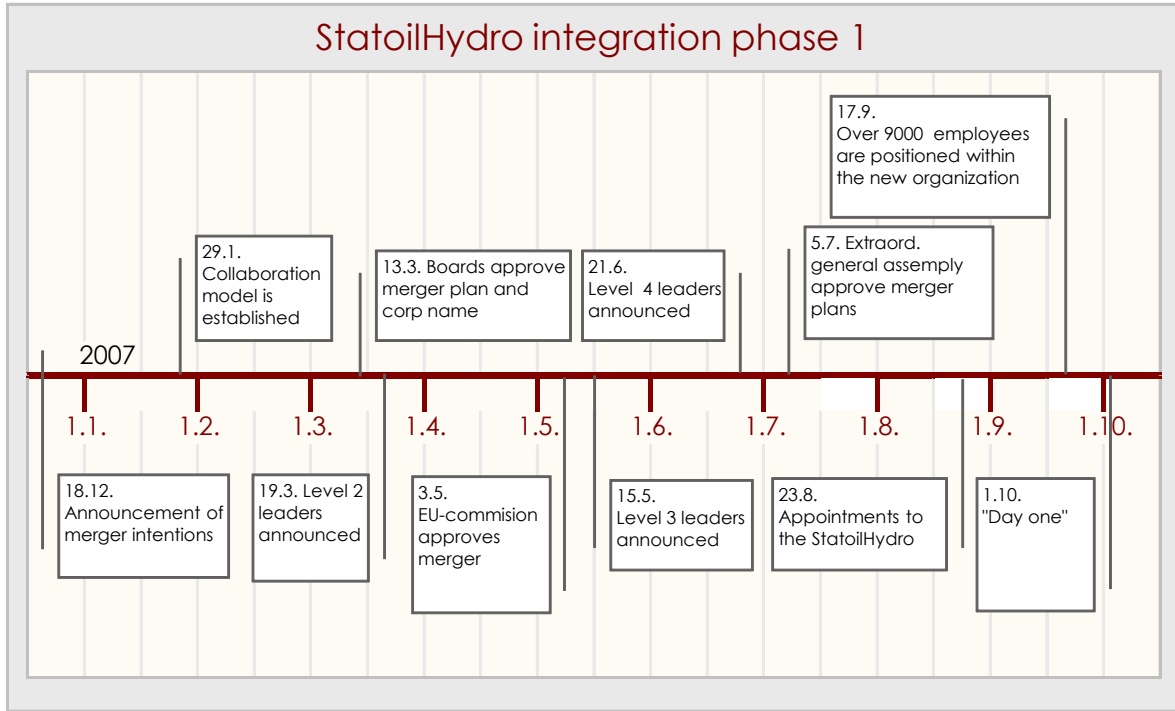 StatoilHydro integration phase 1
17.9.
Over 9000  employees
are positioned within
the new organization
29.1.
Collaboration
model is
established
13.3. Boards approve
merger plan and
corp name
21.6.
Level  4 leaders
announced
5.7. Extraord.
general assemply
approve merger
plans
2007
1.1.
1.2.
1.3.
1.4.
1.5.
1.6.
1.7.
1.8.
1.9.
1.10.
18.12.
Announcement of
merger intentions
19.3. Level 2
leaders
announced
3.5.
EU-commision
approves
merger
15.5.
Level 3 leaders
announced
23.8.
Appointments to
the StatoilHydro
1.10.
"Day one"